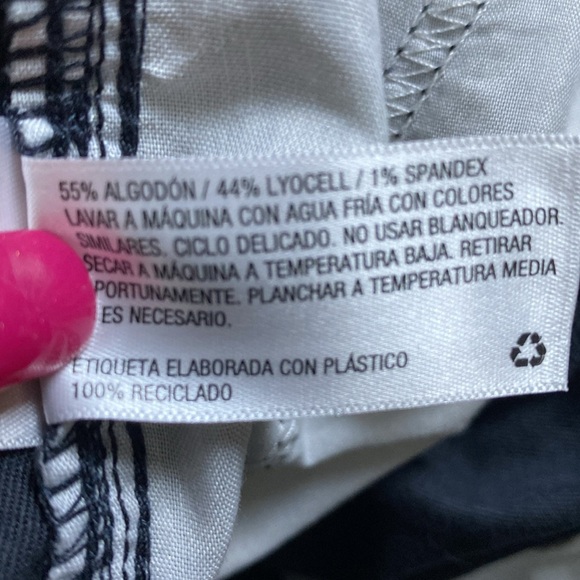 55% ALGODÓN / 44% LYOCELL / 1% SPANDEX
LAVAR A MÁQUINA CON AGUA FRÍA CON COLORES
SIMILARES. CICLO DELICADO. NO USAR BLANQUEADOR.
SECAR A MÁQUINA A TEMPERATURA BAJA. RETIRAR
PORTUNAMENTE. PLANCHAR A TEMPERATURA MEDIA
ES NECESARIO.
ETIQUETA ELABORADA CON PLÁSTICO
100% RECICLADO